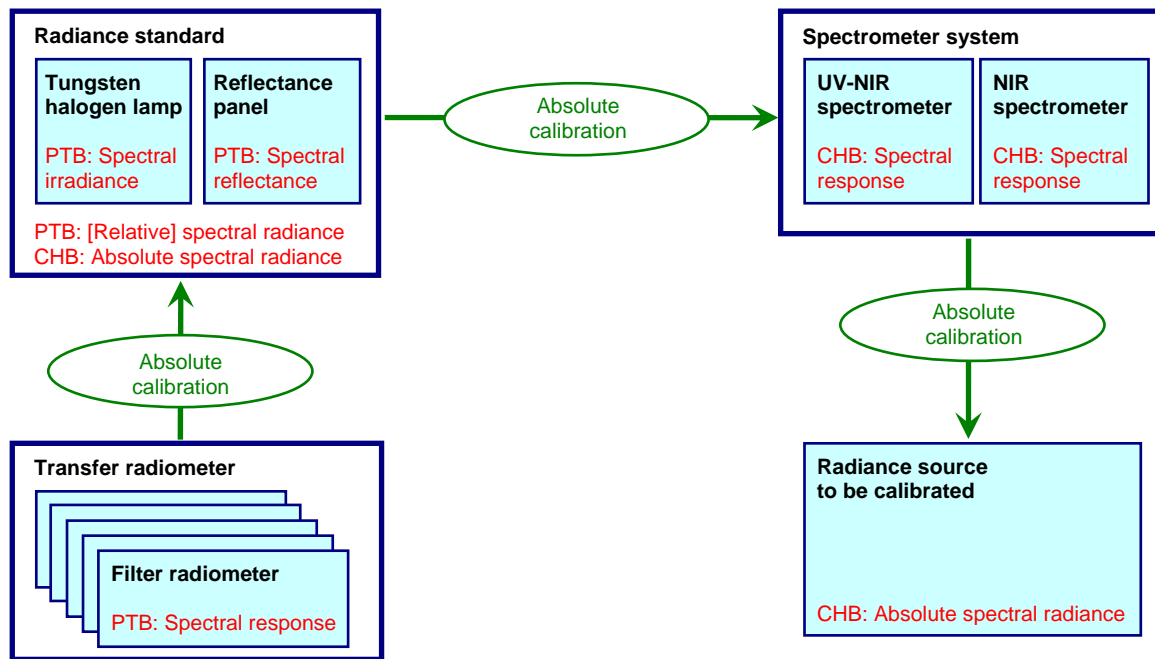 Radiance standard
Tungsten
halogen lamp
PTB: Spectral
irradiance
Reflectance
panel
PTB: Spectral
reflectance
PTB: [Relative] spectral radiance
CHB: Absolute spectral radiance
Absolute
calibration
Spectrometer system
UV-NIR
spectrometer
CHB: Spectral
response
NIR
spectrometer
CHB: Spectral
response
Absolute
calibration
Absolute
calibration
Transfer radiometer
Filter radiometer
PTB: Spectral response
Radiance source
to be calibrated
CHB: Absolute spectral radiance